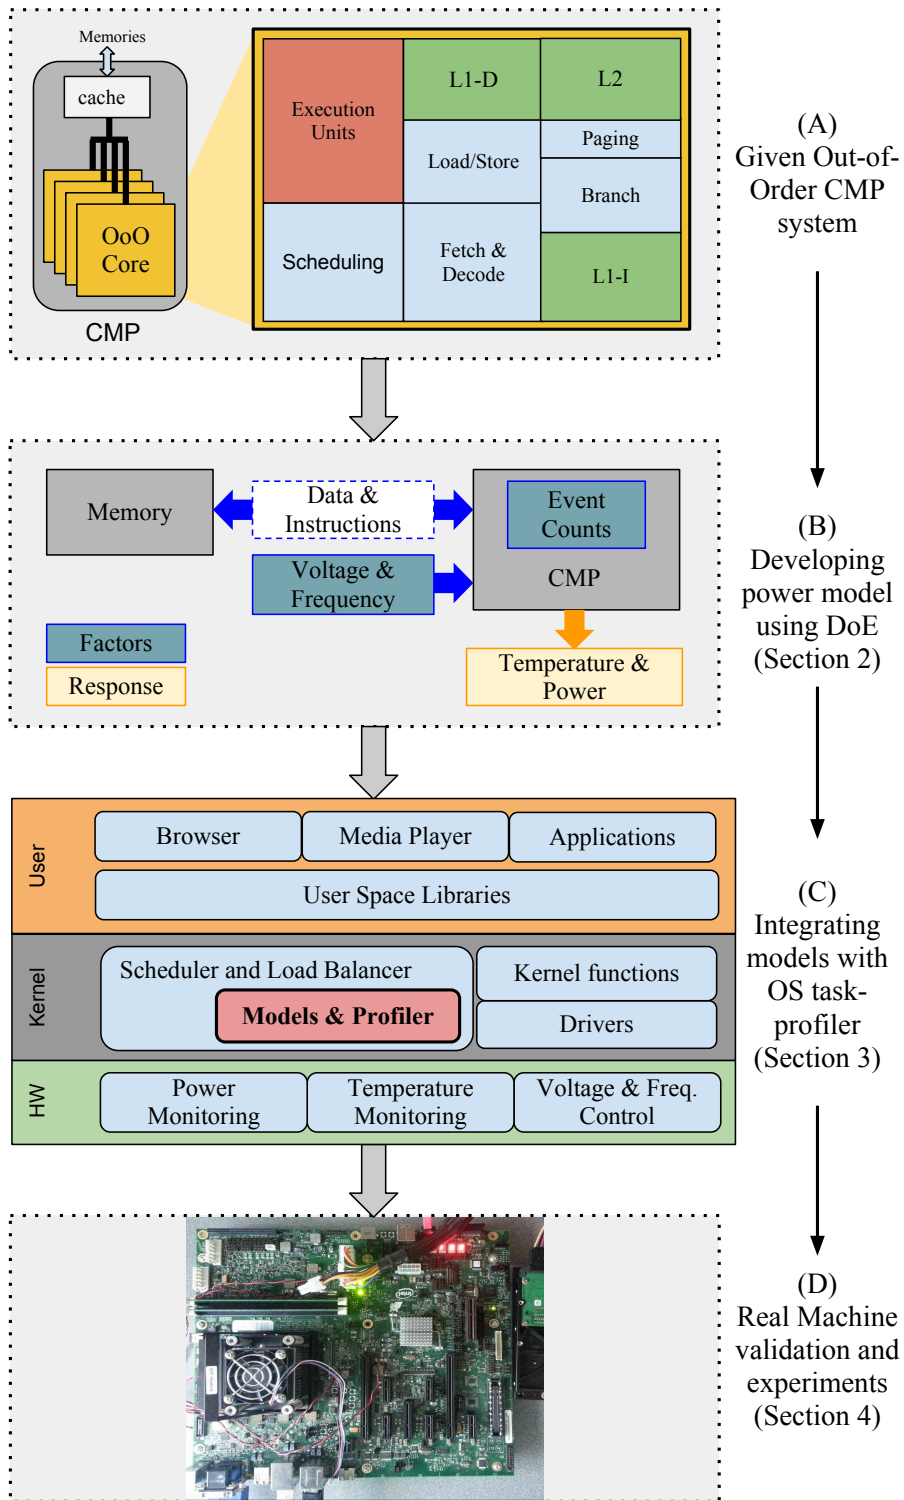 Memories
cache
OoO
Core
CMP
Execution
Units
L1-D
L2
Load/Store
Paging
Branch
Scheduling
Fetch &
Decode
L1-I
(A)
Given Out-of-
Order CMP
system
Memory
Data &
Instructions
Event
Counts
CMP
Voltage &
Frequency
Factors
Response
Temperature &
Power
(B)
Developing
power model
using DoE
(Section 2)
User
Browser
Media Player
Applications
User Space Libraries
Kernel
Scheduler and Load Balancer
Models & Profiler
Kernel functions
Drivers
HW
Power
Monitoring
Temperature
Monitoring
Voltage & Freq.
Control
(C)
Integrating
models with
OS task-
profiler
(Section 3)
intel
(D)
Real Machine
validation and
experiments
(Section 4)